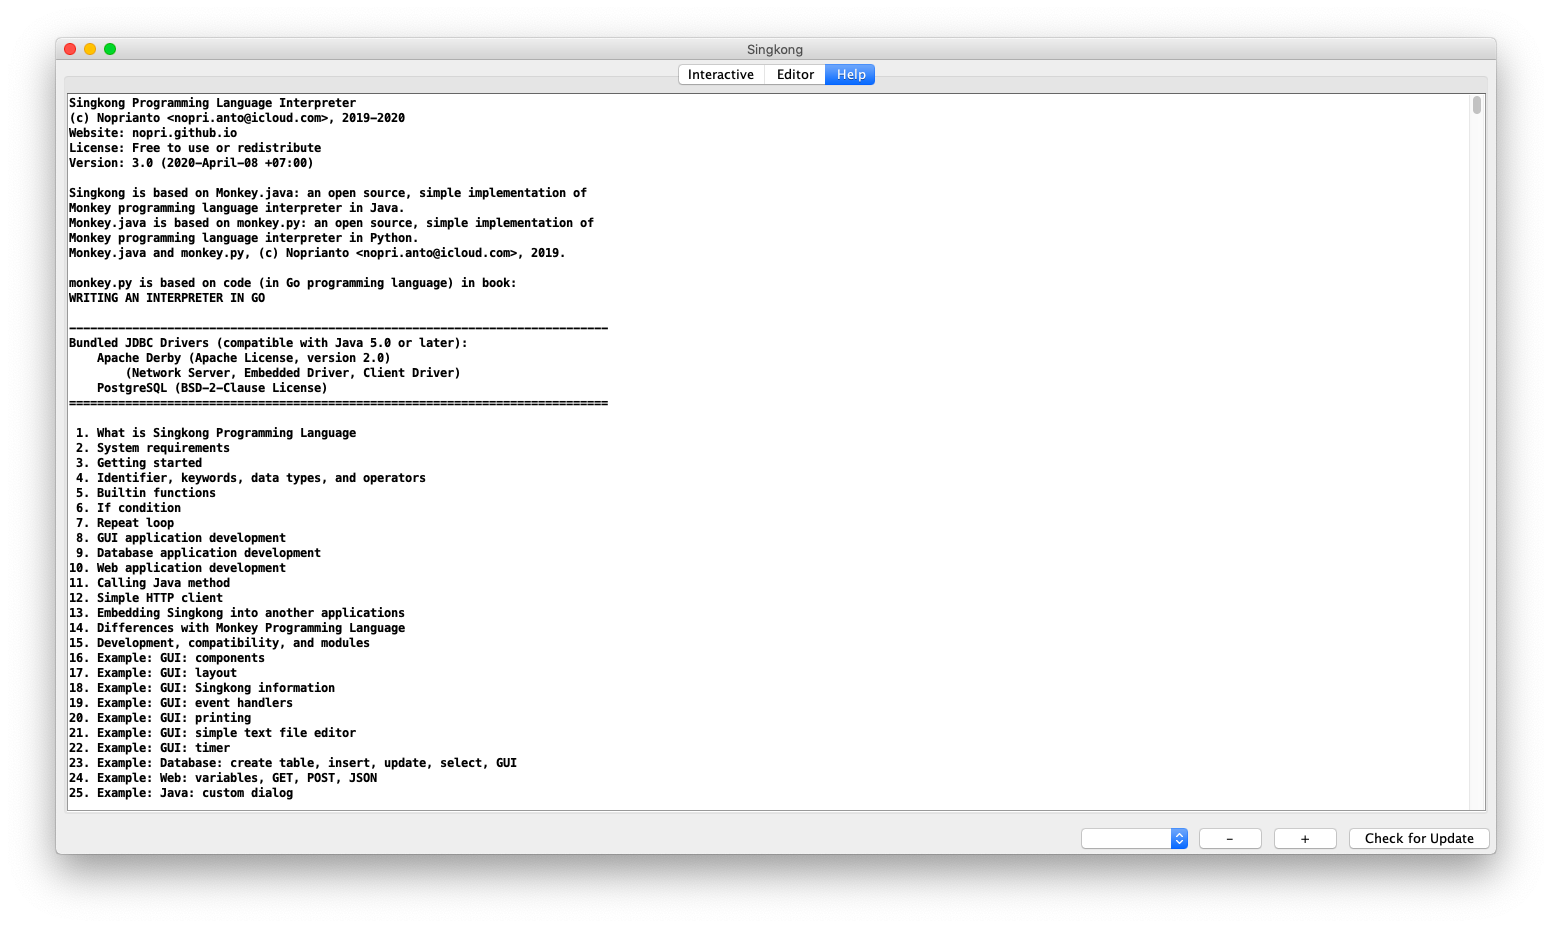 Singkong
Interactive Editor Help
Singkong Programming Language Interpreter
(c) Noprianto <nopri.anto@icloud.com>, 2019-2020
Website: nopri.github.io
License: Free to use or redistribute
Version: 3.0 (2020-April-08 +07:00)
Singkong is based on Monkey.java: an open source, simple implementation of
Monkey programming language interpreter in Java.
Monkey.java is based on monkey.py: an open source, simple implementation of
Monkey programming language interpreter in Python.
Monkey.java and monkey.py, (c) Noprianto <nopri.anto@icloud.com>, 2019.
monkey.py is based on code (in Go programming language) in book:
WRITING AN INTERPRETER IN GO
-----------------------------------------------------------------------------
Bundled JDBC Drivers (compatible with Java 5.0 or later):
Apache Derby (Apache License, version 2.0)
(Network Server, Embedded Driver, Client Driver)
PostgreSQL (BSD-2-Clause License)
=============================================================================
1. What is Singkong Programming Language
2. System requirements
3. Getting started
4. Identifier, keywords, data types, and operators
5. Builtin functions
6. If condition
7. Repeat loop
8. GUI application development
9. Database application development
10. Web application development
11. Calling Java method
12. Simple HTTP client
13. Embedding Singkong into another applications
14. Differences with Monkey Programming Language
15. Development, compatibility, and modules
16. Example: GUI: components
17. Example: GUI: layout
18. Example: GUI: Singkong information
19. Example: GUI: event handlers
20. Example: GUI: printing
21. Example: GUI: simple text file editor
22. Example: GUI: timer
23. Example: Database: create table, insert, update, select, GUI
24. Example: Web: variables, GET, POST, JSON
25. Example: Java: custom dialog
- + Check for Update